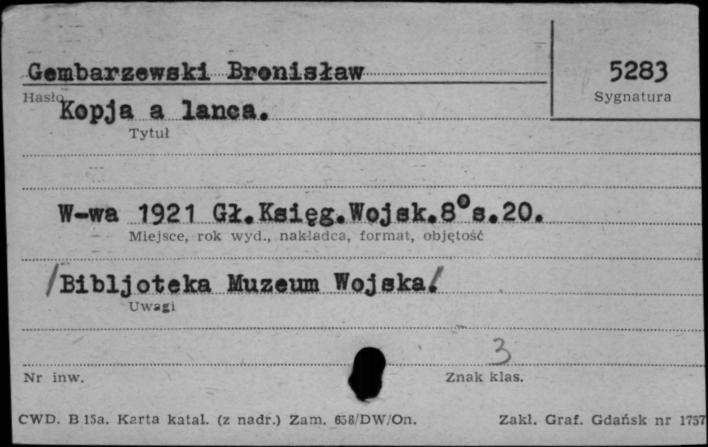 Gembarzewski Bronisław
5283
Hasło
Sygnatura
Kopja a lanca.
Tytuł
W-wa 1921 Gł.Księg.Wojsk.8°s.20.
Miejsce, rok wyd., nakładca, format, objętość
/Bibljoteka Muzeum Wojska/
Uwagi
3
Nr inw.
Znak klas.
CWD. B 15a. Karta katal. (z nadr.) Zam. 658/DW/On. Zakł. Graf. Gdańsk nr 1757